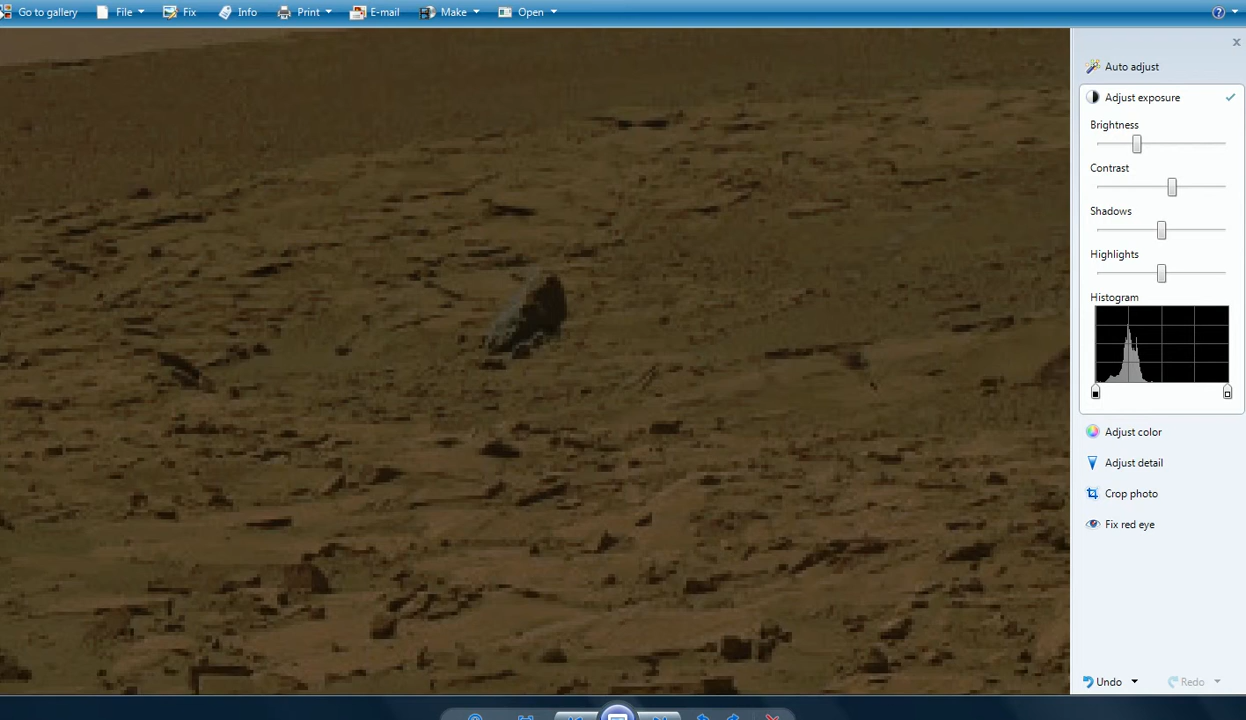 Go to gallery File Fix Info Print E-mail Make Open
Auto adjust
Adjust exposure
Brightness
Contrast
Shadows
Highlights
Histogram
Adjust color
Adjust detail
Crop photo
Fix red eye
Undo Redo